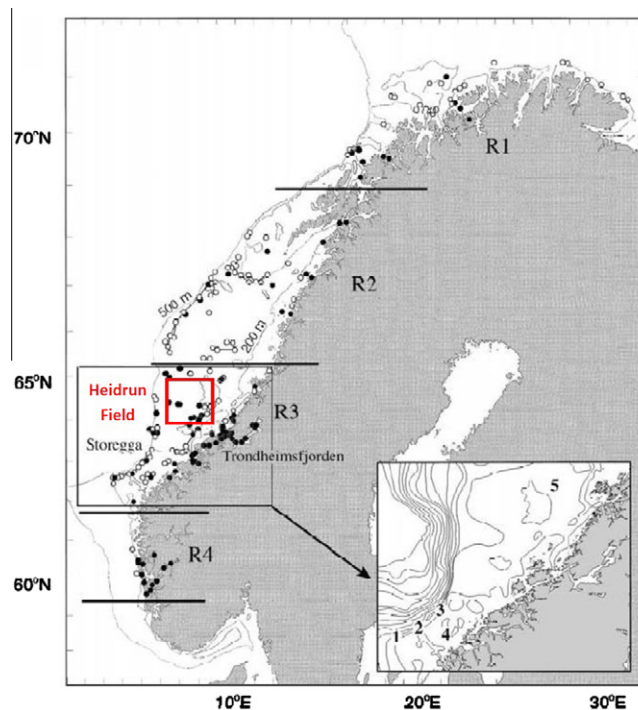 70°N
R1
R2
500 m
200 m
65°N
Heidrun
Field
R3
Storegga
Trondheimsfjorden
5
R4
60°N
3
2
1
4
10°E
20°E
30°E